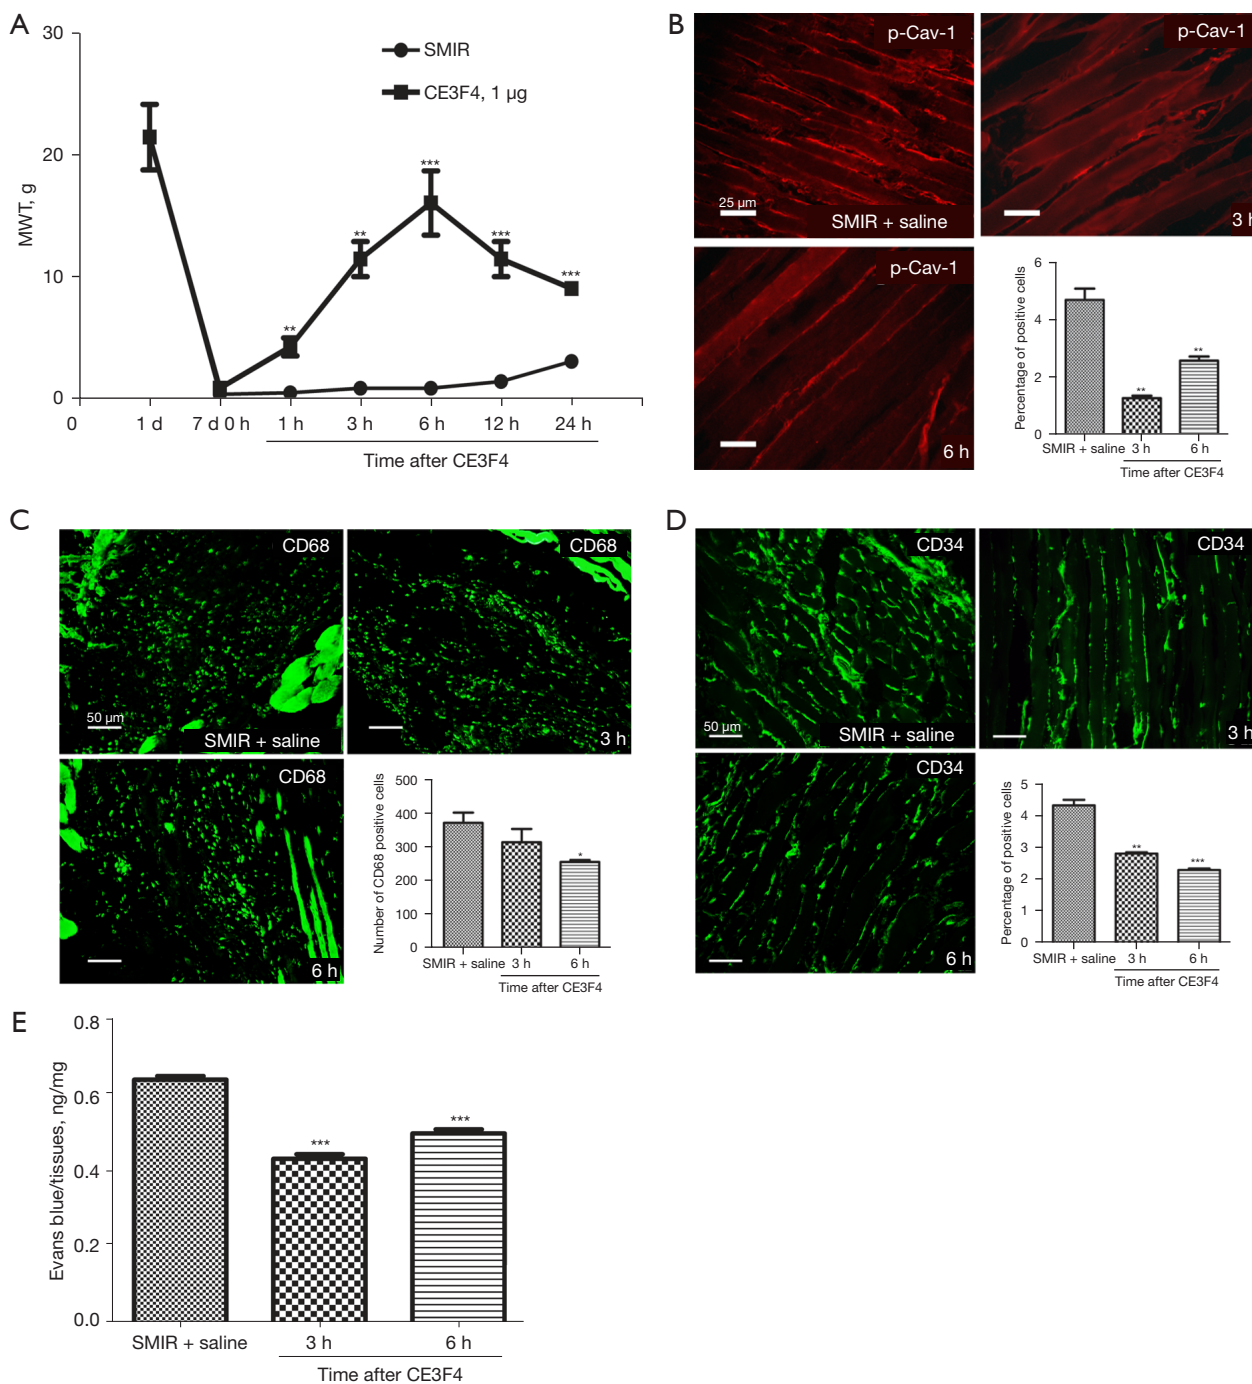 A
30
20
10
0
MWT, g
SMIR
CE3F4, 1 µg
**
**
***
***
***
0 1 d 7 d 0 h 1 h 3 h 6 h 12 h 24 h
Time after CE3F4
B
p-Cav-1
25 µm
SMIR + saline
p-Cav-1
3 h
p-Cav-1
6 h
Percentage of positive cells
6
4
2
0
**
**
SMIR + saline 3 h 6 h
Time after CE3F4
C
CD68
50 µm
SMIR + saline
CD68
3 h
CD68
6 h
Number of CD68 positive cells
500
400
300
200
100
0
*
SMIR + saline 3 h 6 h
Time after CE3F4
D
CD34
50 µm
SMIR + saline
CD34
3 h
CD34
6 h
Percentage of positive cells
5
4
3
2
1
0
**
***
SMIR + saline 3 h 6 h
Time after CE3F4
E
Evans blue/tissues, ng/mg
0.8
0.6
0.4
0.2
0.0
***
***
SMIR + saline 3 h 6 h
Time after CE3F4